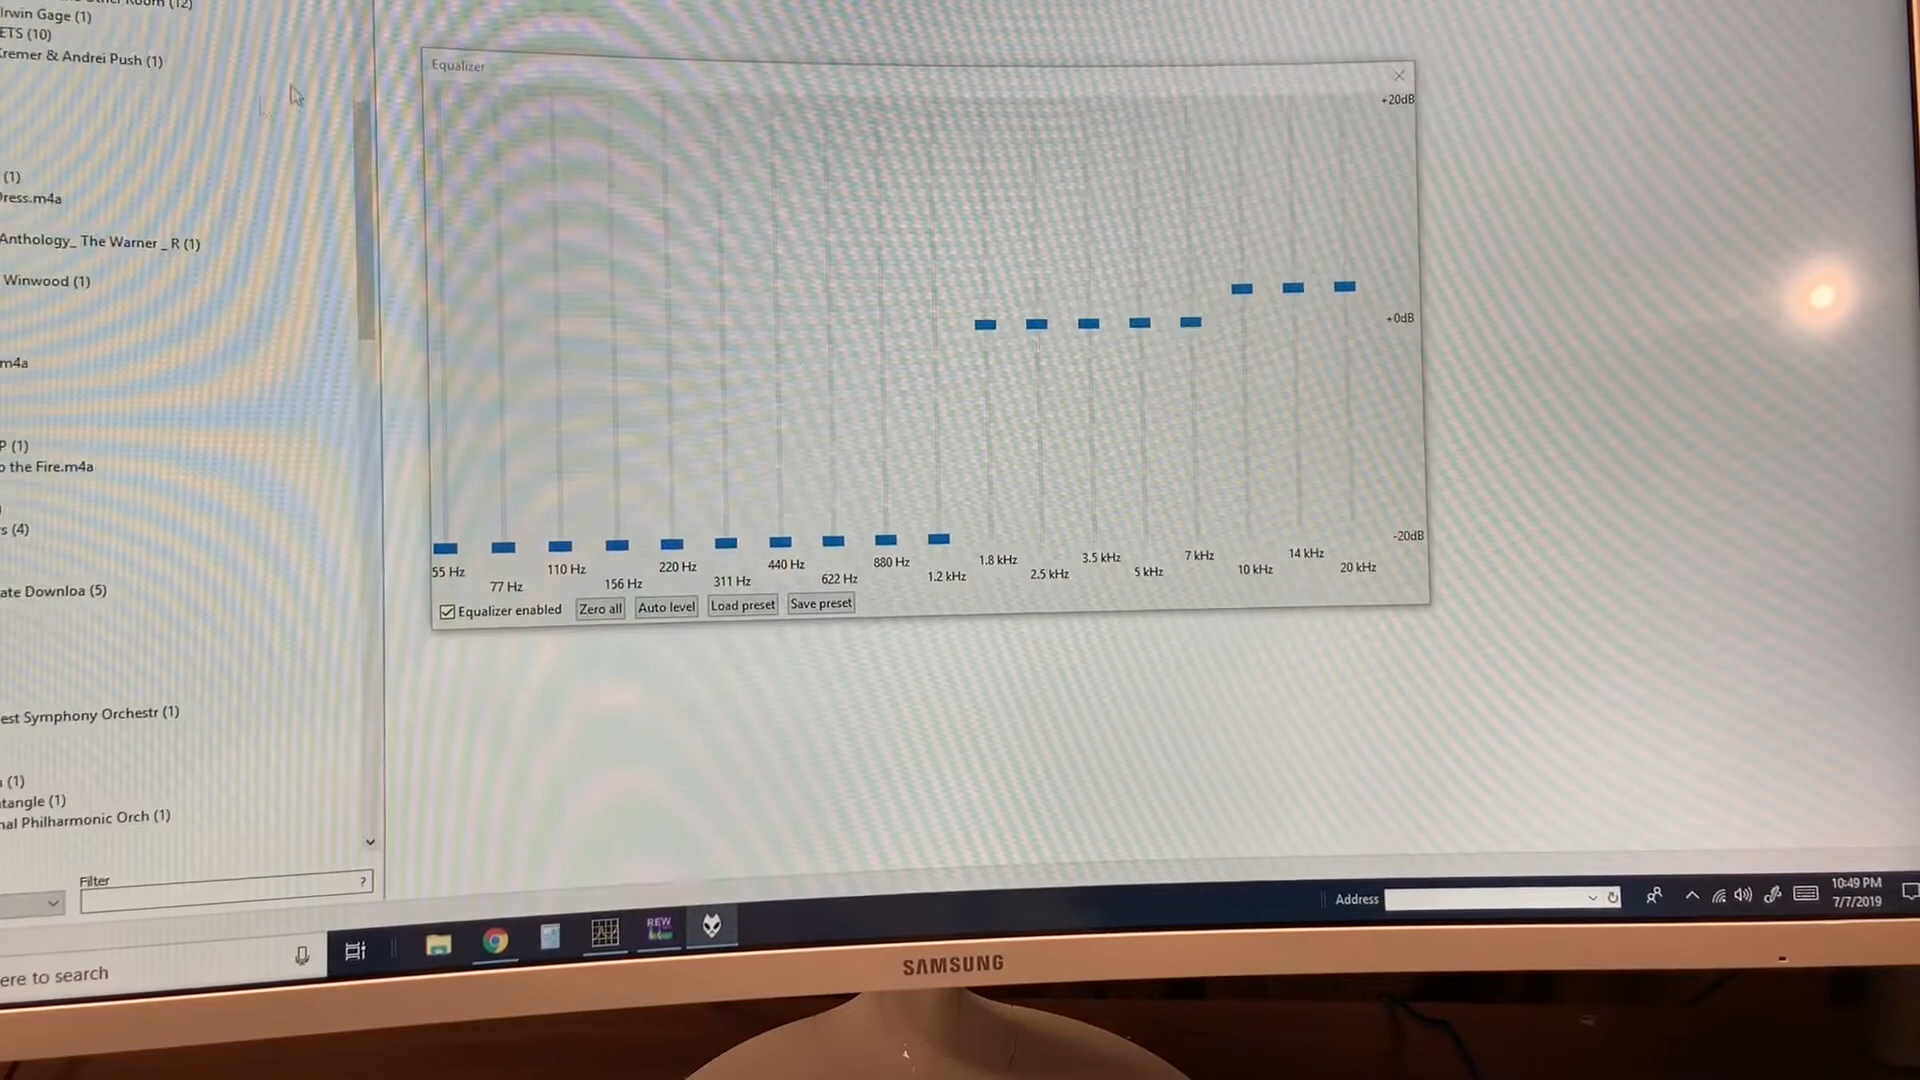 Irwin Gage (1)
ETS (10)
Kremer & Andrei Push (1)
(1)
Dress.m4a
Anthology_ The Warner _ R (1)
Winwood (1)
m4a
P (1)
o the Fire.m4a
s (4)
ate Downloa (5)
est Symphony Orchestr (1)
(1)
ntangle (1)
nal Philharmonic Orch (1)
Filter
?
Equalizer
+20dB
+0dB
-20dB
55 Hz
77 Hz
110 Hz
156 Hz
220 Hz
311 Hz
440 Hz
622 Hz
880 Hz
1.2 kHz
1.8 kHz
2.5 kHz
3.5 kHz
5 kHz
7 kHz
10 kHz
14 kHz
20 kHz
Equalizer enabled
Zero all
Auto level
Load preset
Save preset
ere to search
REW
Address
10:49 PM
7/7/2019
SAMSUNG